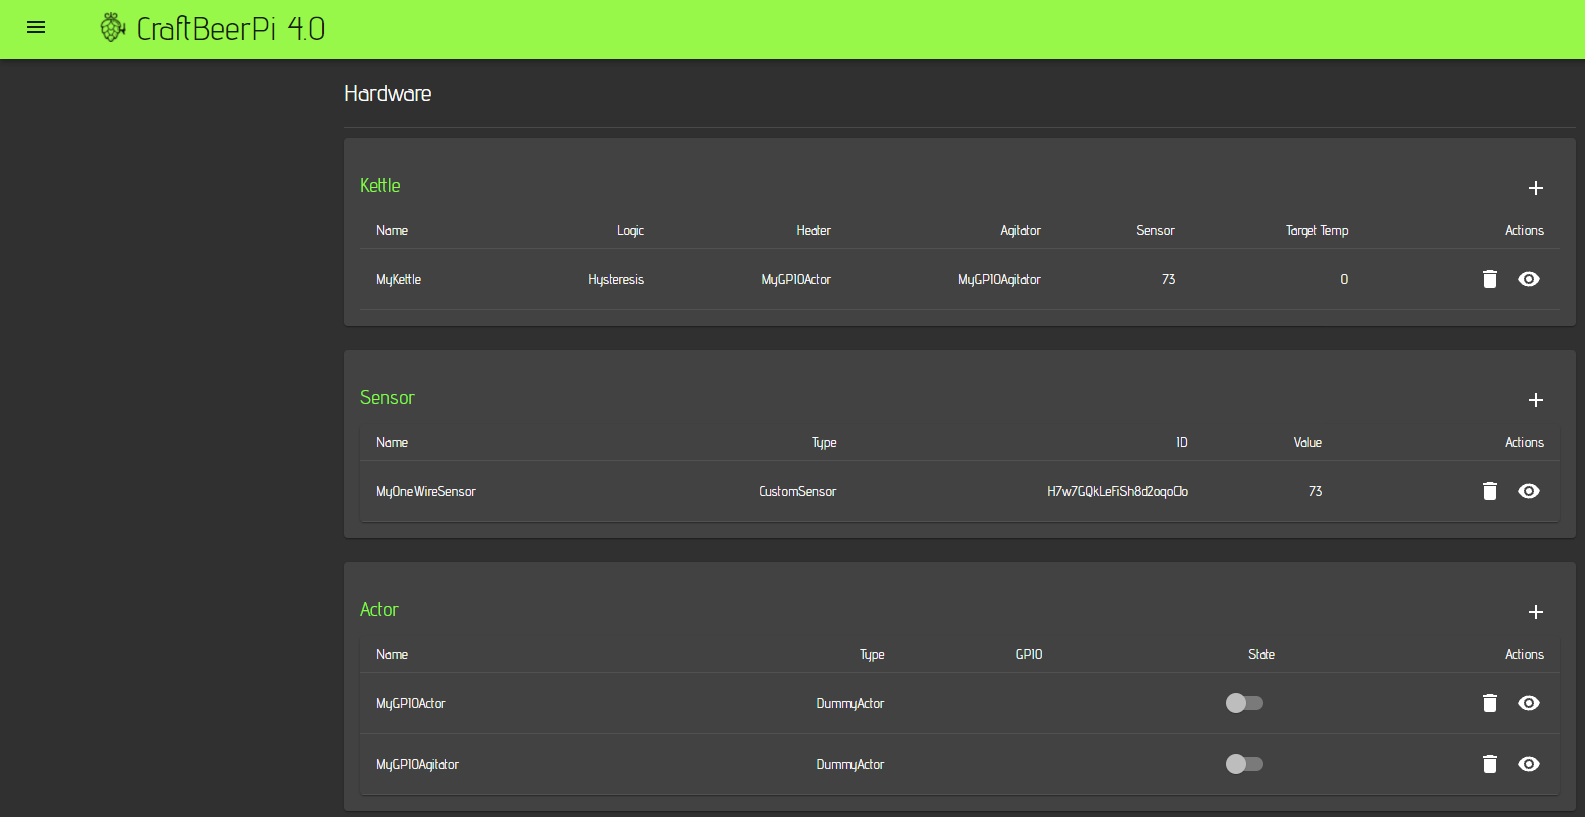 CraftBeerPi 4.0
Hardware
Kettle
Name Logic Heater Agitator Sensor Target Temp Actions
MyKettle Hysteresis MyGPIOActor MyGPIOAgitator 73 0
Sensor
Name Type ID Value Actions
MyOneWireSensor CustomSensor 73
Actor
Name Type GPIO State Actions
MyGPIOActor DummyActor
MyGPIOAgitator DummyActor